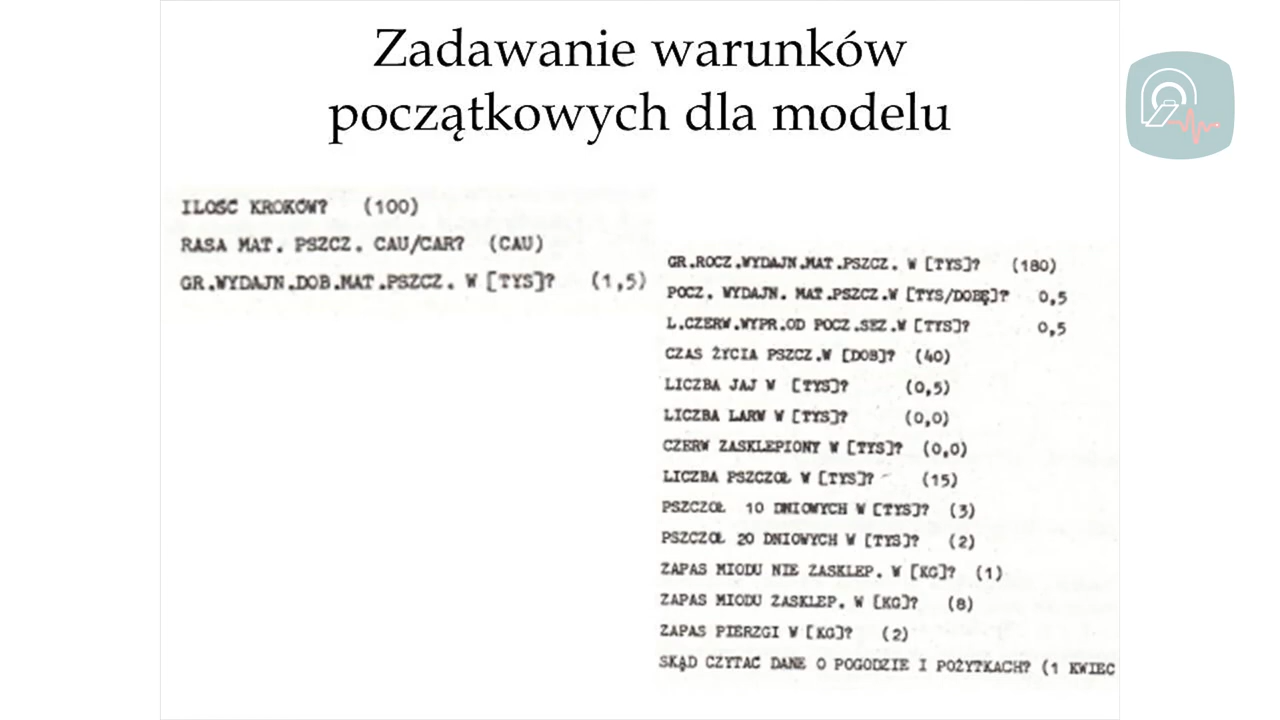 Zadawanie warunków
początkowych dla modelu
ILOŚĆ KROKÓW? (100)
RASA MAT. PSZCZ. CAU/CAR? (CAU)
GR.WYDAJN.DOB.MAT.PSZCZ. W [TYS]? (1,5)
GR.ROCZ.WYDAJN.MAT.PSZCZ. W [TYS]? (180)
POCZ. WYDAJN. MAT.PSZCZ.W [TYS/DOBĘ]? 0,5
L.CZERW.WYPR.OD POCZ.SEZ.W [TYS]? 0,5
CZAS ŻYCIA PSZCZ.W [DOB]? (40)
LICZBA JAJ W [TYS]? (0,5)
LICZBA LARW W [TYS]? (0,0)
CZERW ZASKLEPIONY W [TYS]? (0,0)
LICZBA PSZCZOŁ W [TYS]? (15)
PSZCZOŁ 10 DNIOWYCH W [TYS]? (3)
PSZCZOŁ 20 DNIOWYCH W [TYS]? (2)
ZAPAS MIODU NIE ZASKLEP. W [KG]? (1)
ZAPAS MIODU ZASKLEP. W [KG]? (8)
ZAPAS PIERZGI W [KG]? (2)
SKĄD CZYTAĆ DANE O POGODZIE I POŻYTKACH? (1 KWIEC